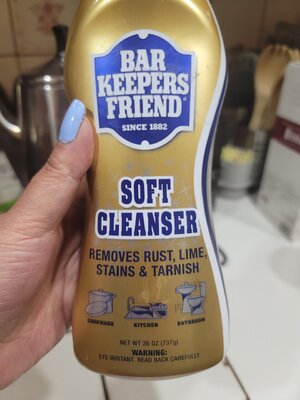 BAR
KEEPERS
FRIEND®
SINCE 1882
SOFT
CLEANSER
REMOVES RUST, LIME,
STAINS & TARNISH
COOKWARE KITCHEN BATHROOM
NET WT 26 OZ (737g)
WARNING:
EYE IRRITANT. READ BACK CAREFULLY.